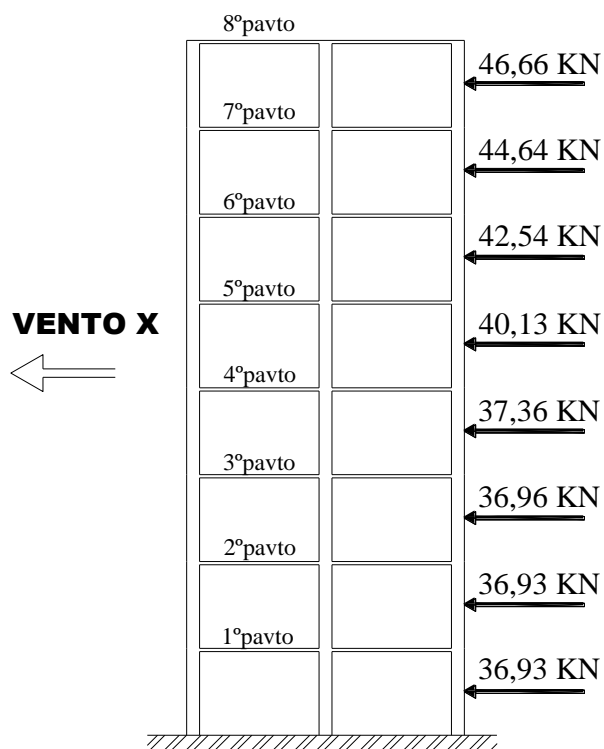 8ºpavto
46,66 KN
7ºpavto
44,64 KN
6ºpavto
42,54 KN
5ºpavto
VENTO X
40,13 KN
4ºpavto
37,36 KN
3ºpavto
36,96 KN
2ºpavto
36,93 KN
1ºpavto
36,93 KN